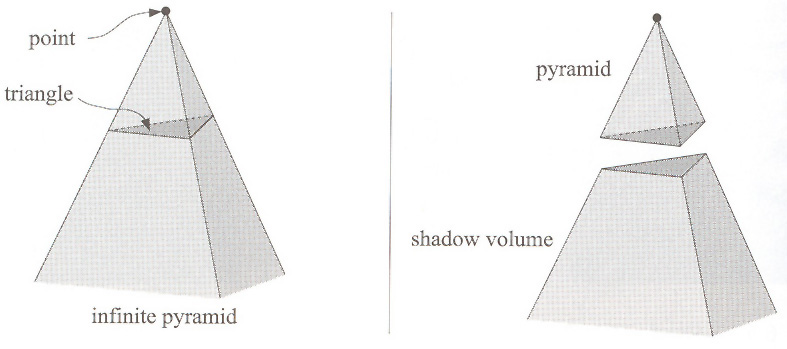 point
triangle
infinite pyramid
pyramid
shadow volume